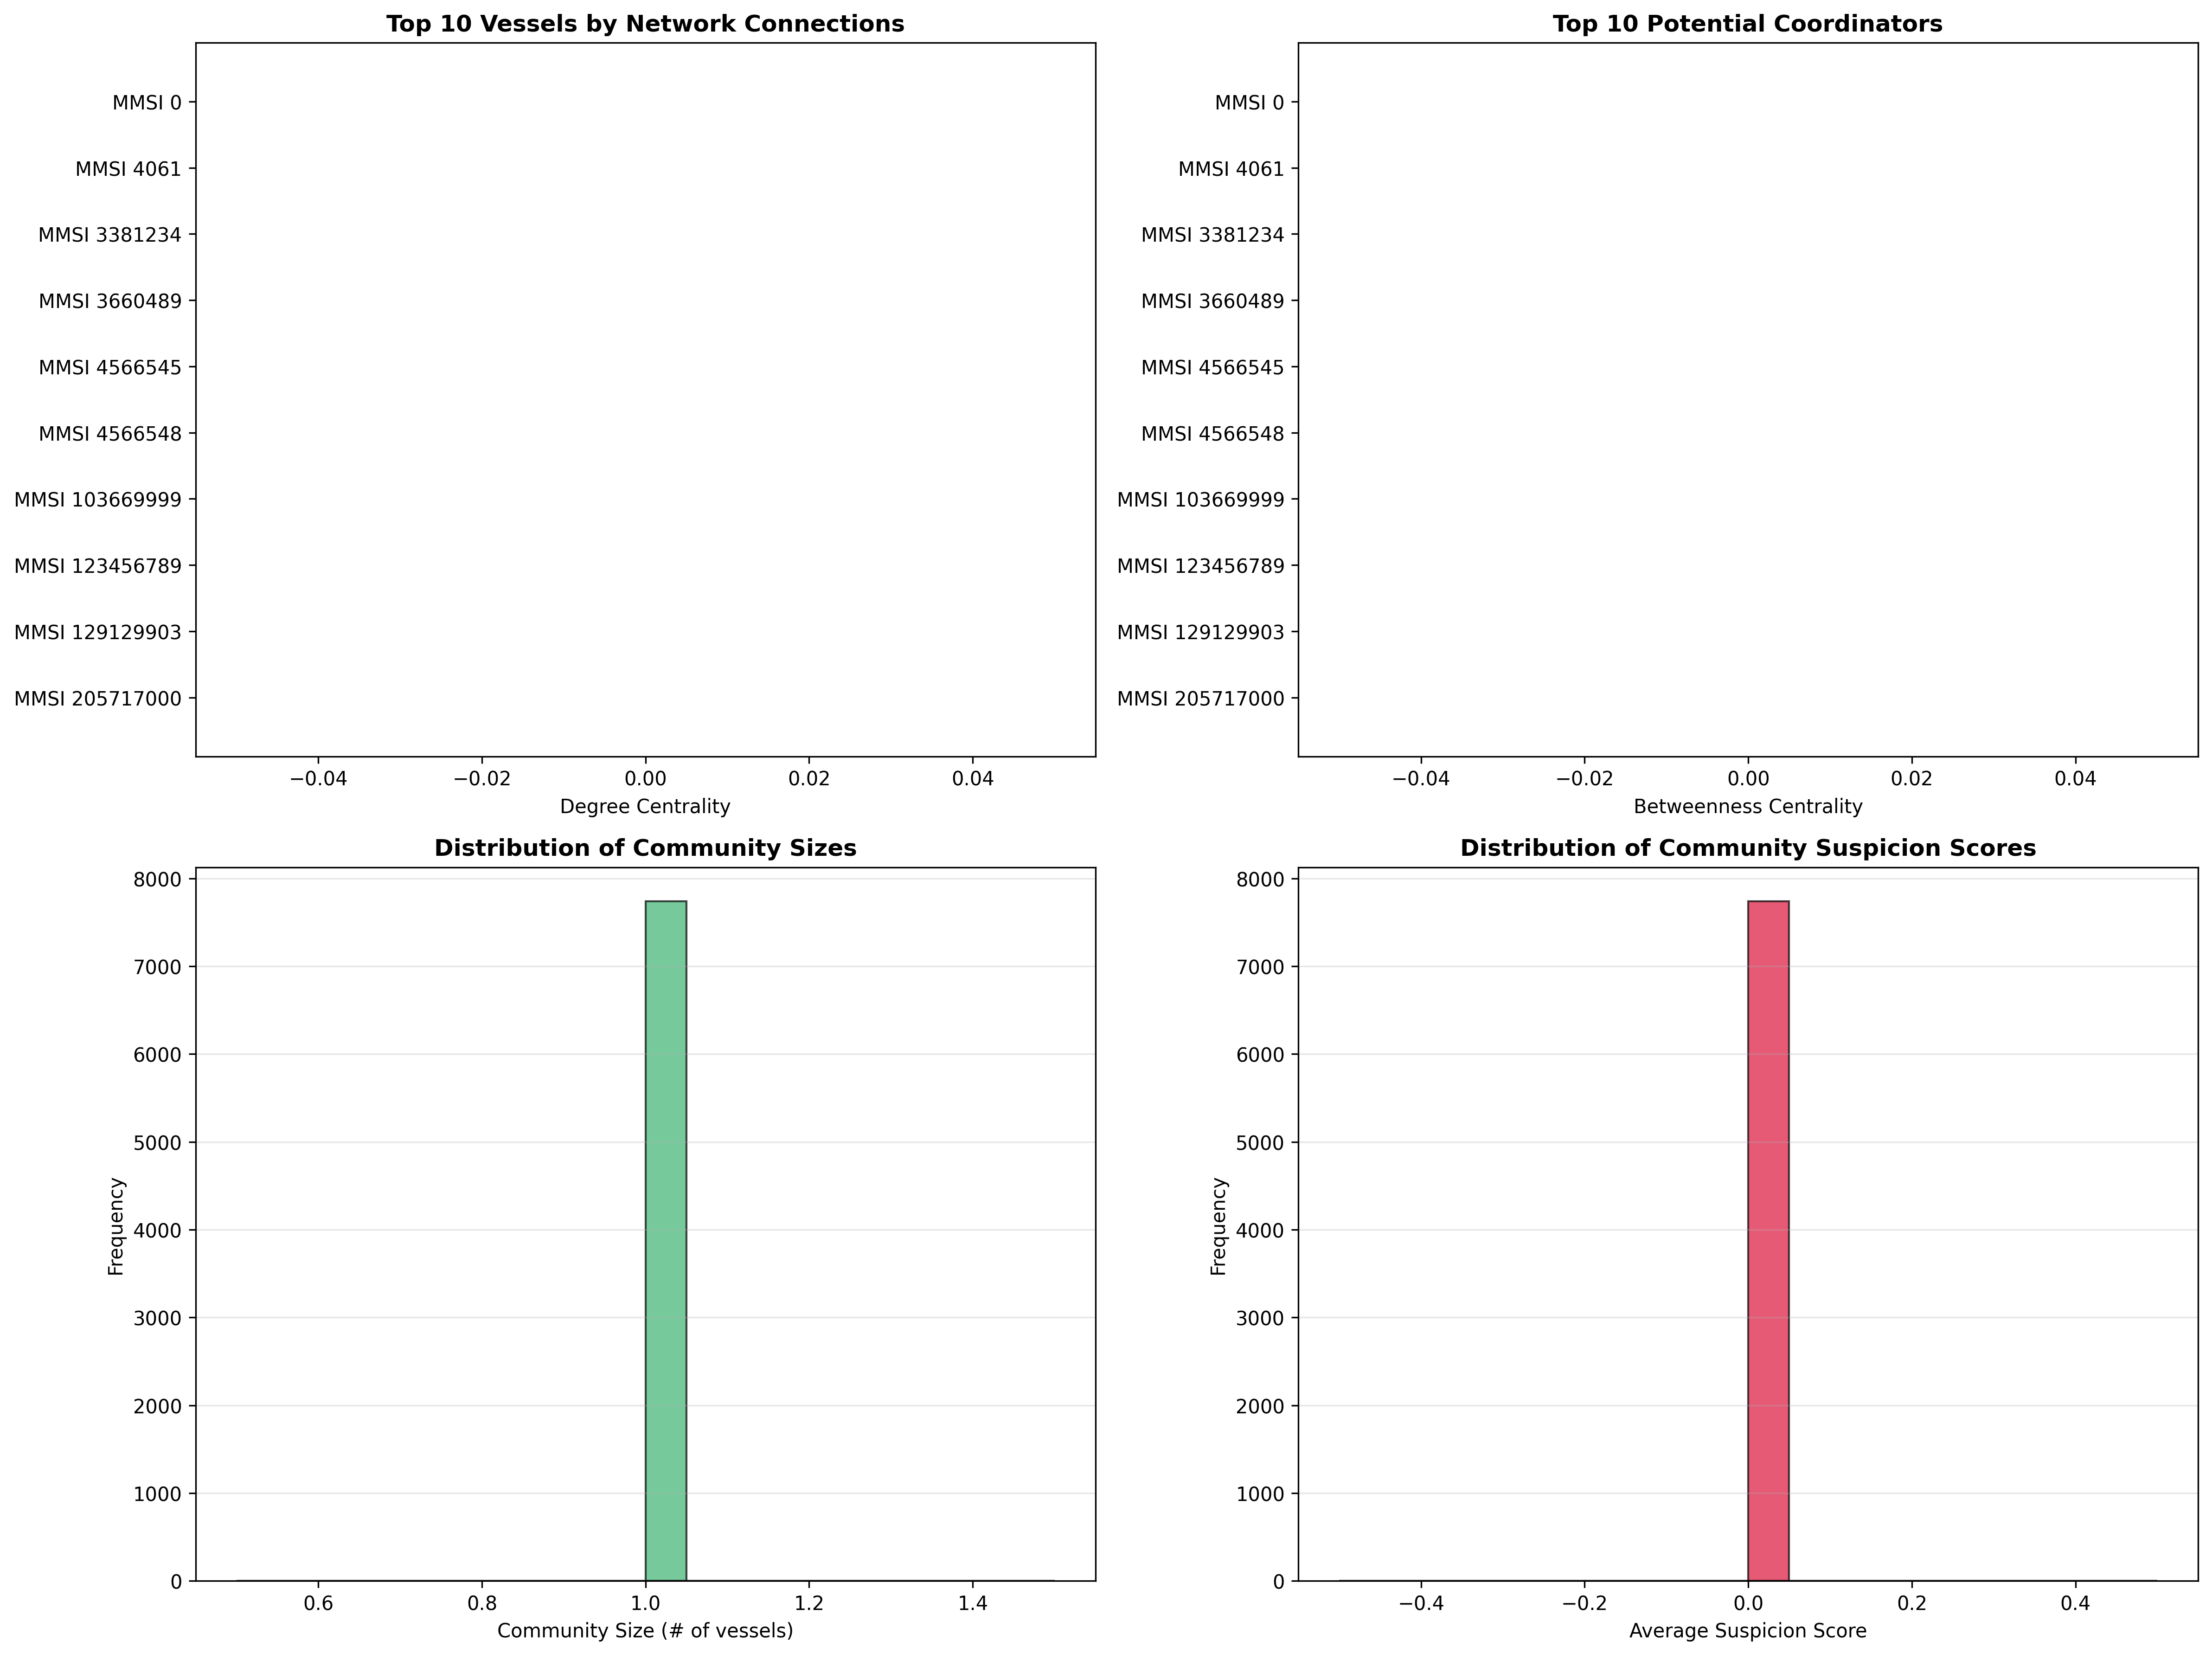 Top 10 Vessels by Network Connections
MMSI 0
MMSI 4061
MMSI 3381234
MMSI 3660489
MMSI 4566545
MMSI 4566548
MMSI 103669999
MMSI 123456789
MMSI 129129903
MMSI 205717000
−0.04 −0.02 0.00 0.02 0.04
Degree Centrality
Top 10 Potential Coordinators
MMSI 0
MMSI 4061
MMSI 3381234
MMSI 3660489
MMSI 4566545
MMSI 4566548
MMSI 103669999
MMSI 123456789
MMSI 129129903
MMSI 205717000
−0.04 −0.02 0.00 0.02 0.04
Betweenness Centrality
Distribution of Community Sizes
Frequency
8000
7000
6000
5000
4000
3000
2000
1000
0
0.6 0.8 1.0 1.2 1.4
Community Size (# of vessels)
Distribution of Community Suspicion Scores
Frequency
8000
7000
6000
5000
4000
3000
2000
1000
0
−0.4 −0.2 0.0 0.2 0.4
Average Suspicion Score